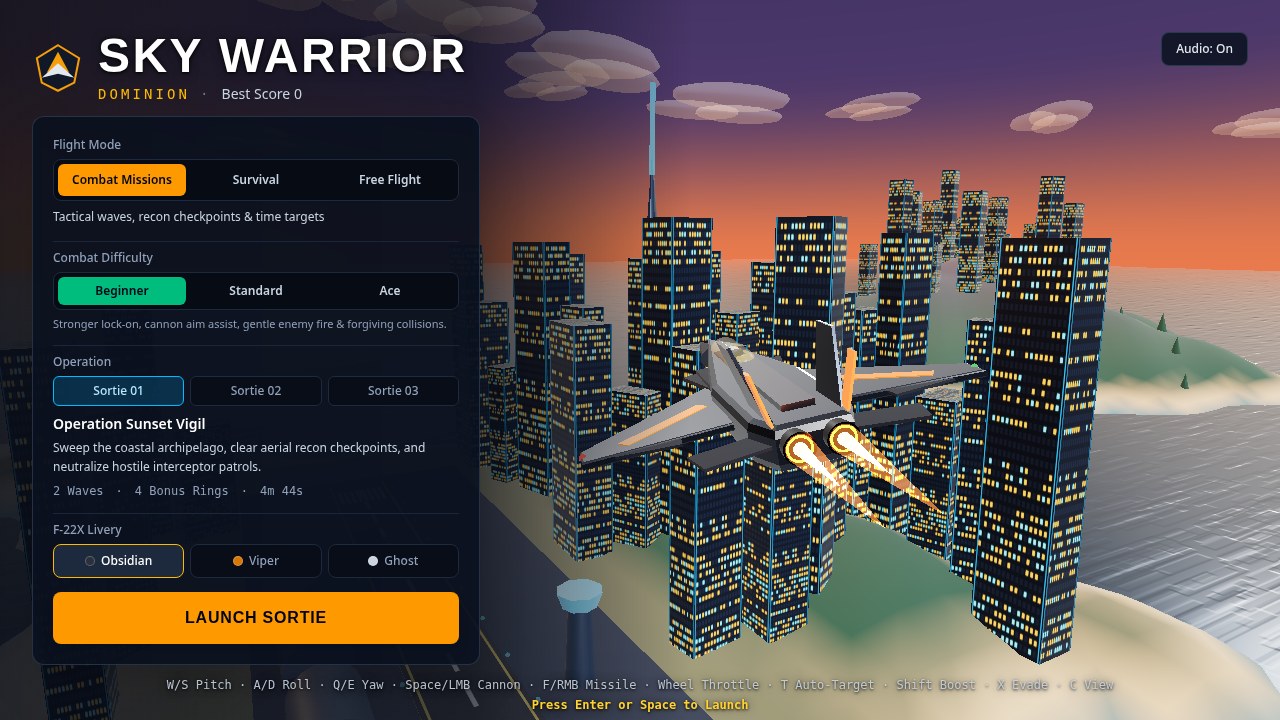 SKY WARRIOR
DOMINION · Best Score 0
Audio: On
Flight Mode
Combat Missions Survival Free Flight
Tactical waves, recon checkpoints & time targets
Combat Difficulty
Beginner Standard Ace
Stronger lock-on, cannon aim assist, gentle enemy fire & forgiving collisions.
Operation
Sortie 01 Sortie 02 Sortie 03
Operation Sunset Vigil
Sweep the coastal archipelago, clear aerial recon checkpoints, and
neutralize hostile interceptor patrols.
2 Waves · 4 Bonus Rings · 4m 44s
F-22X Livery
Obsidian Viper Ghost
LAUNCH SORTIE
W/S Pitch · A/D Roll · Q/E Yaw · Space/LMB Cannon · F/RMB Missile · Wheel Throttle · T Auto-Target · Shift Boost · X Evade · C View
Press Enter or Space to Launch